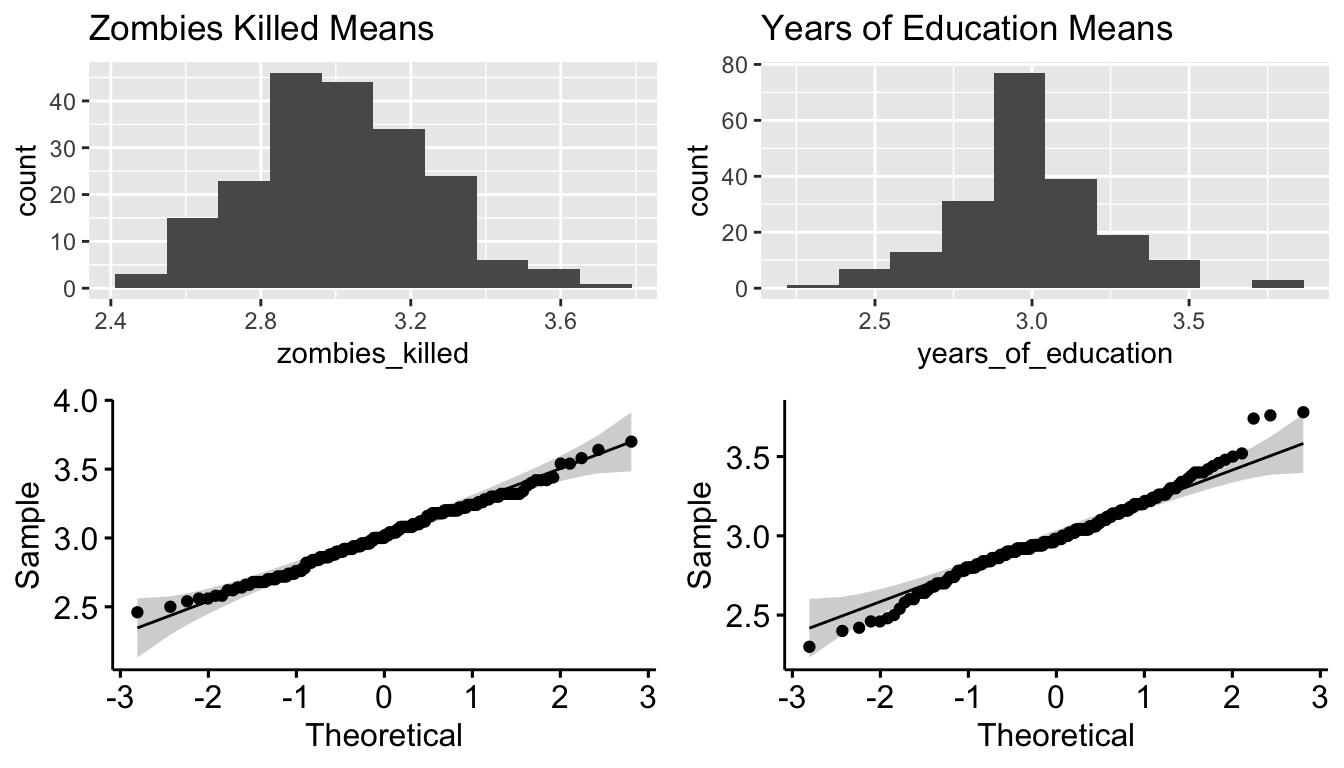 Zombies Killed Means
count
40
30
20
10
0
2.4 2.8 3.2 3.6
zombies_killed
Years of Education Means
count
80
60
40
20
0
2.5 3.0 3.5
years_of_education
Sample
4.0
3.5
3.0
2.5
-3 -2 -1 0 1 2 3
Theoretical
Sample
3.5
3.0
2.5
-3 -2 -1 0 1 2 3
Theoretical